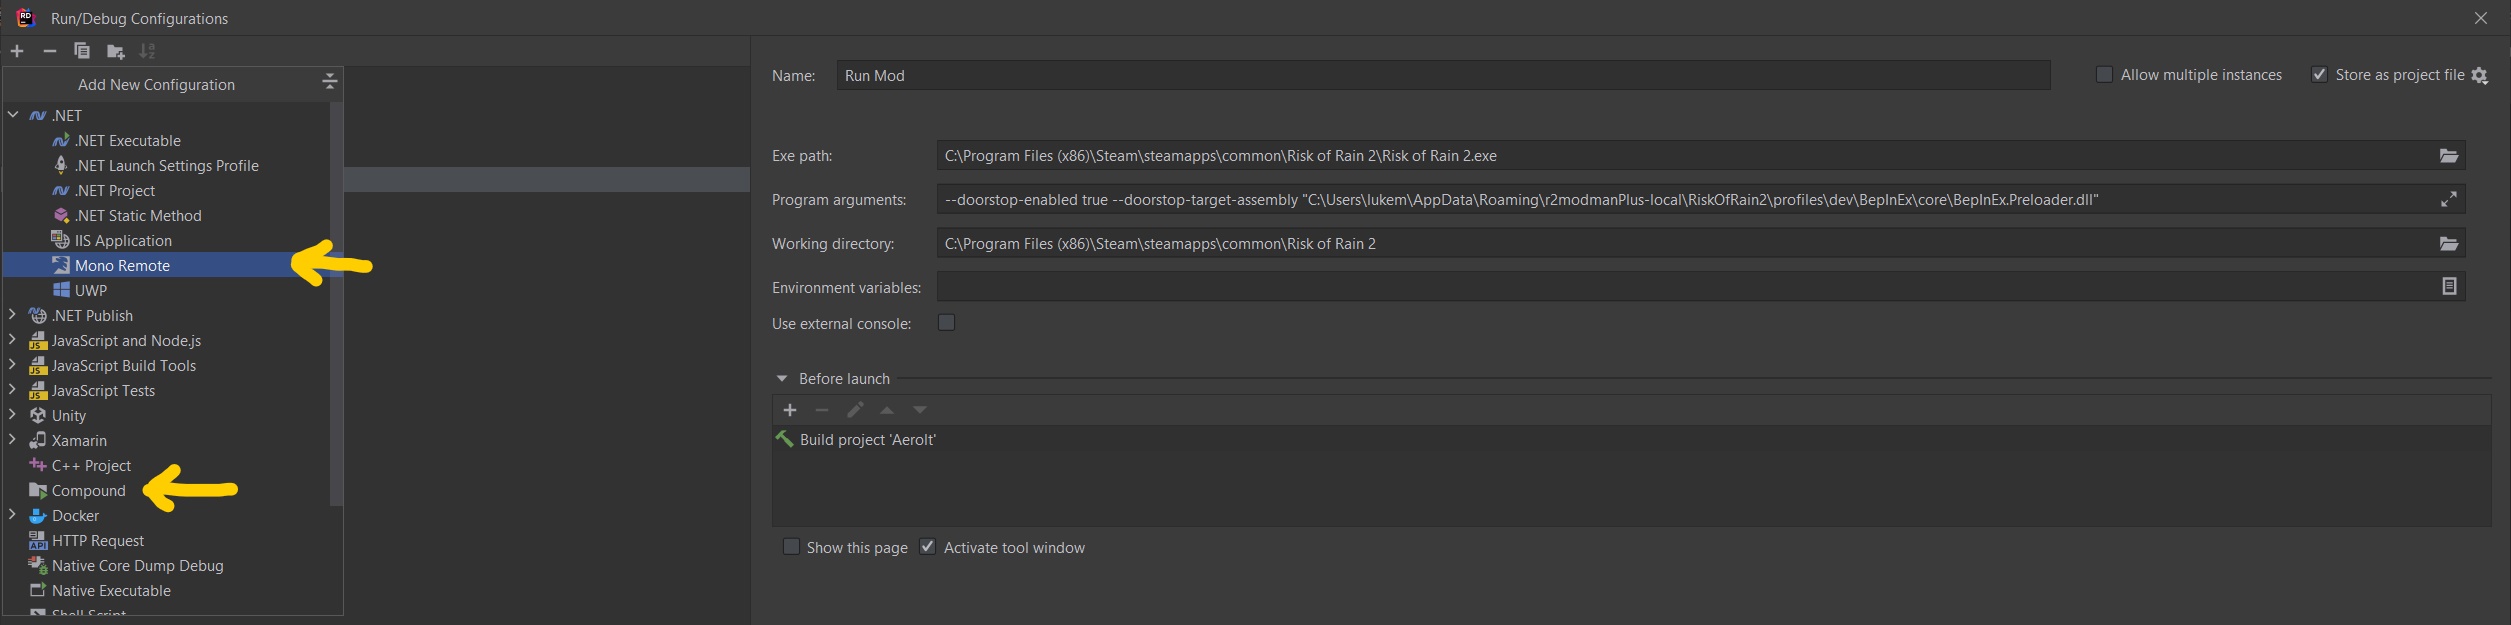 Run/Debug Configurations
Add New Configuration
.NET
.NET Executable
.NET Launch Settings Profile
.NET Project
.NET Static Method
IIS Application
Mono Remote
UWP
.NET Publish
JavaScript and Node.js
JavaScript Build Tools
JavaScript Tests
Unity
Xamarin
C++ Project
Compound
Docker
HTTP Request
Native Core Dump Debug
Native Executable
Shell Script
Name: Run Mod Allow multiple instances Store as project file
Exe path: C:\Program Files (x86)\Steam\steamapps\common\Risk of Rain 2\Risk of Rain 2.exe
Program arguments: --doorstop-enabled true --doorstop-target-assembly "C:\Users\lukem\AppData\Roaming\r2modmanPlus-local\RiskOfRain2\profiles\dev\BepInEx\core\BepInEx.Preloader.dll"
Working directory: C:\Program Files (x86)\Steam\steamapps\common\Risk of Rain 2
Environment variables:
Use external console:
Before launch
Build project 'Aerolt'
Show this page Activate tool window